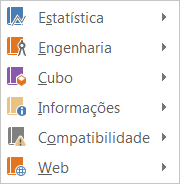 Estatística
Engenharia
Cubo
Informações
Compatibilidade
Web